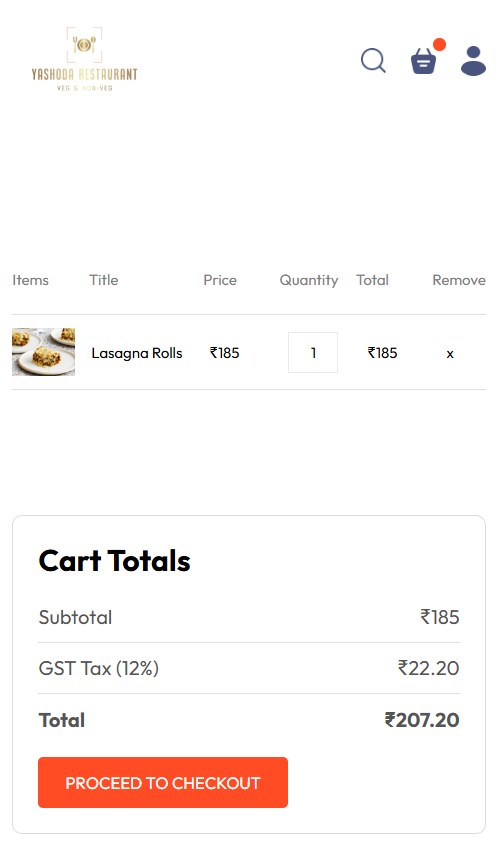 YASHODA RESTAURANT
VEG & NON-VEG
Items Title Price Quantity Total Remove
Lasagna Rolls ₹185 1 ₹185 x
Cart Totals
Subtotal ₹185
GST Tax (12%) ₹22.20
Total ₹207.20
PROCEED TO CHECKOUT